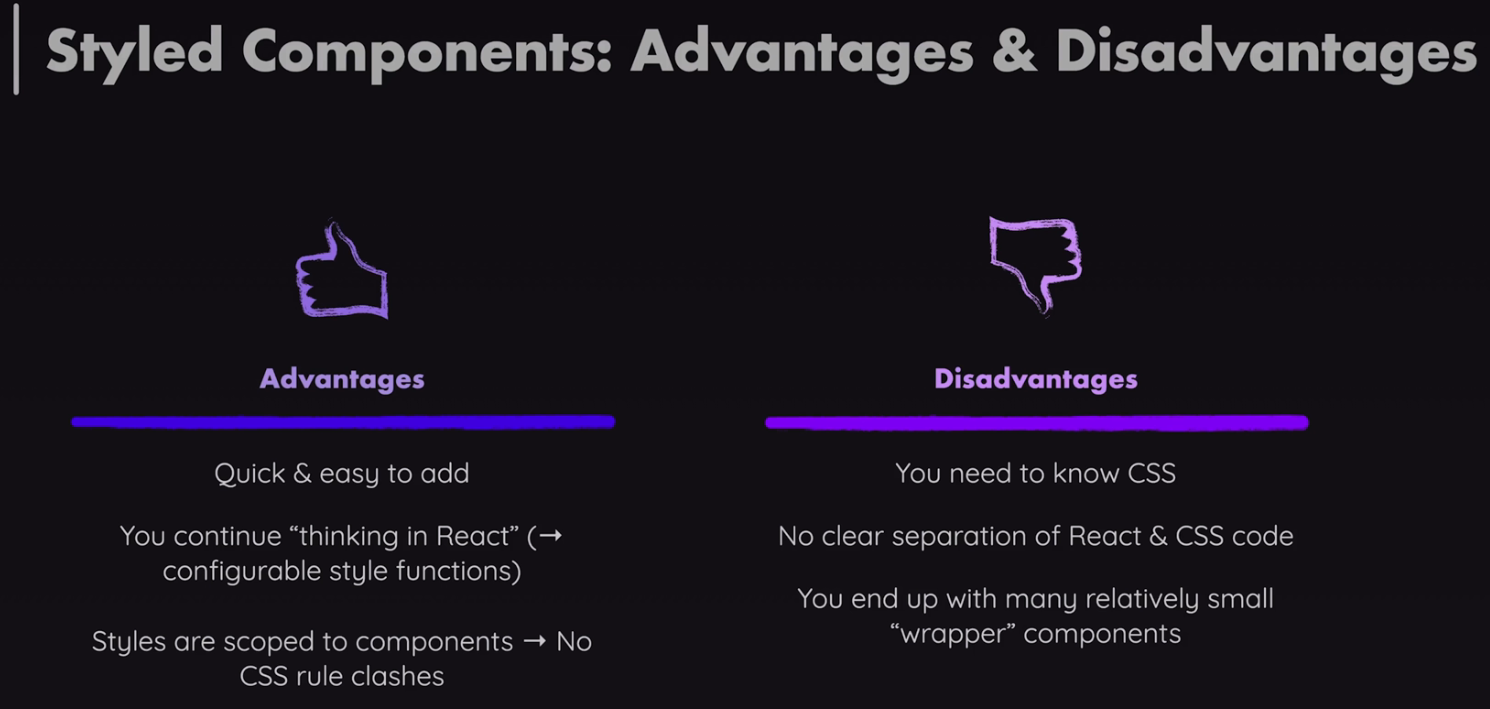 Styled Components: Advantages & Disadvantages
Advantages
Quick & easy to add
You continue “thinking in React” (→
configurable style functions)
Styles are scoped to components → No
CSS rule clashes
Disadvantages
You need to know CSS
No clear separation of React & CSS code
You end up with many relatively small
“wrapper” components